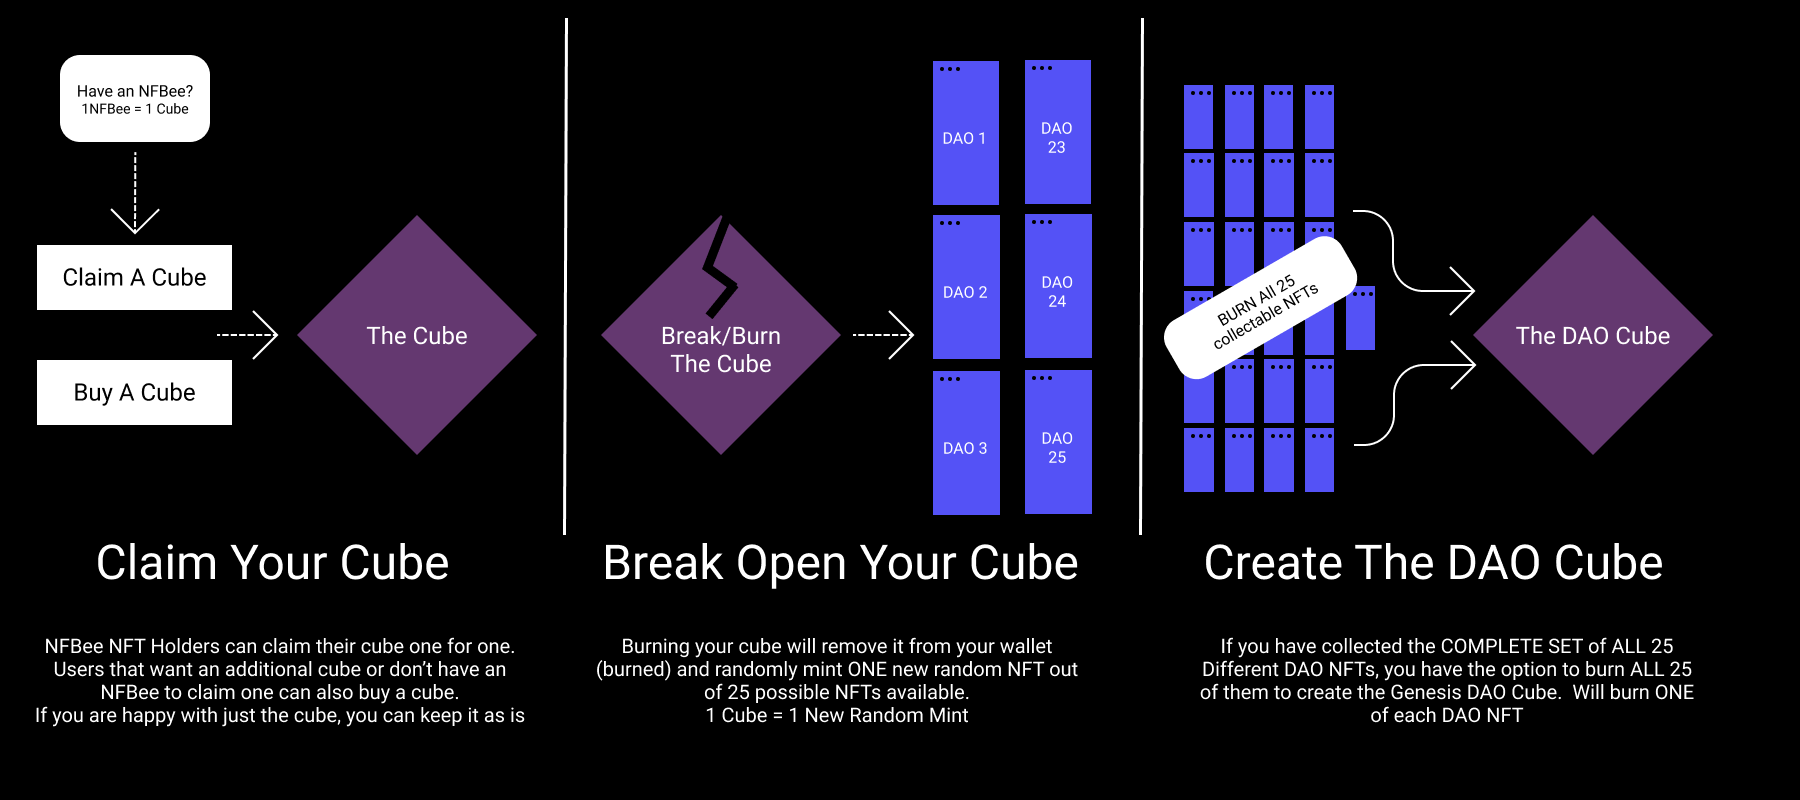 Have an NFBee?
1NFBee = 1 Cube
Claim A Cube
Buy A Cube
The Cube
Claim Your Cube
NFBee NFT Holders can claim their cube one for one.
Users that want an additional cube or don't have an
NFBee to claim one can also buy a cube.
If you are happy with just the cube, you can keep it as is
Break/Burn
The Cube
DAO 1
DAO
23
DAO 2
DAO
24
DAO 3
DAO
25
Break Open Your Cube
Burning your cube will remove it from your wallet
(burned) and randomly mint ONE new random NFT out
of 25 possible NFTs available.
1 Cube = 1 New Random Mint
BURN All 25
collectable NFTs
The DAO Cube
Create The DAO Cube
If you have collected the COMPLETE SET of ALL 25
Different DAO NFTs, you have the option to burn ALL 25
of them to create the Genesis DAO Cube.  Will burn ONE
of each DAO NFT